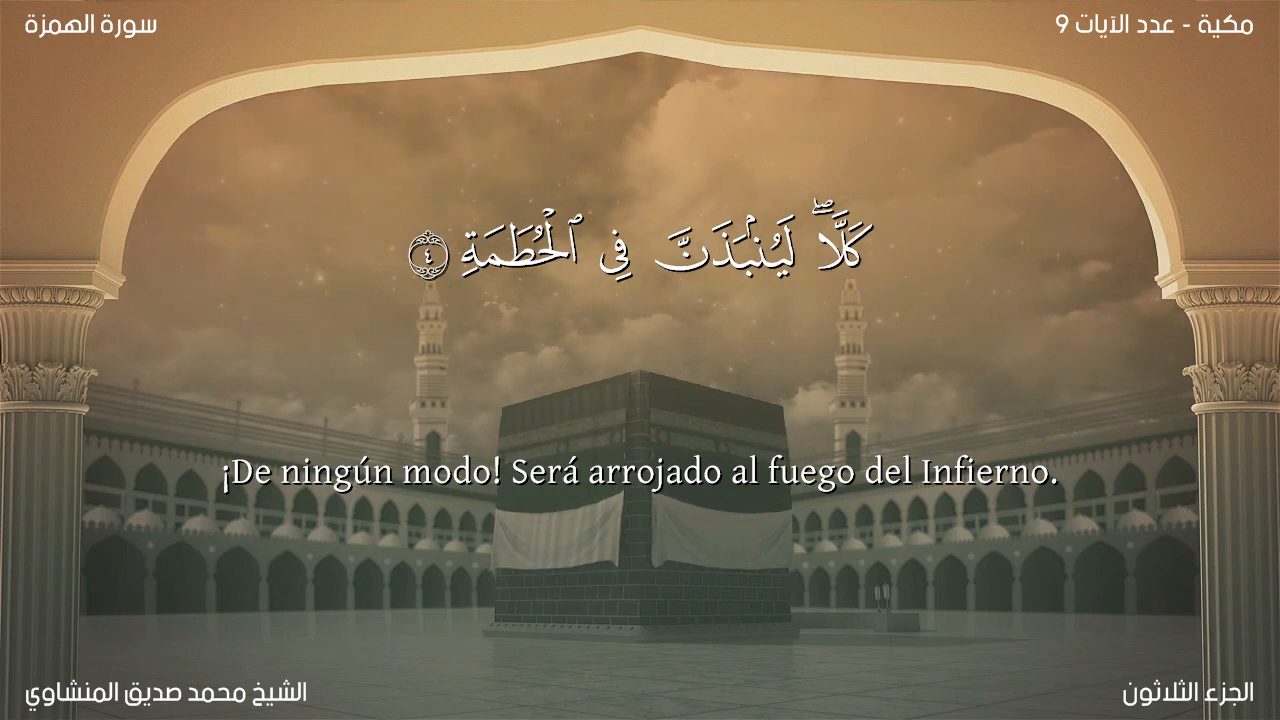 سورة الهمزة
مكية - عدد الآيات 9
كَلَّا ۖ لَيُنۢبَذَنَّ فِى ٱلْحُطَمَةِ ٤
¡De ningún modo! Será arrojado al fuego del Infierno.
الشيخ محمد صديق المنشاوي
الجزء الثلاثون